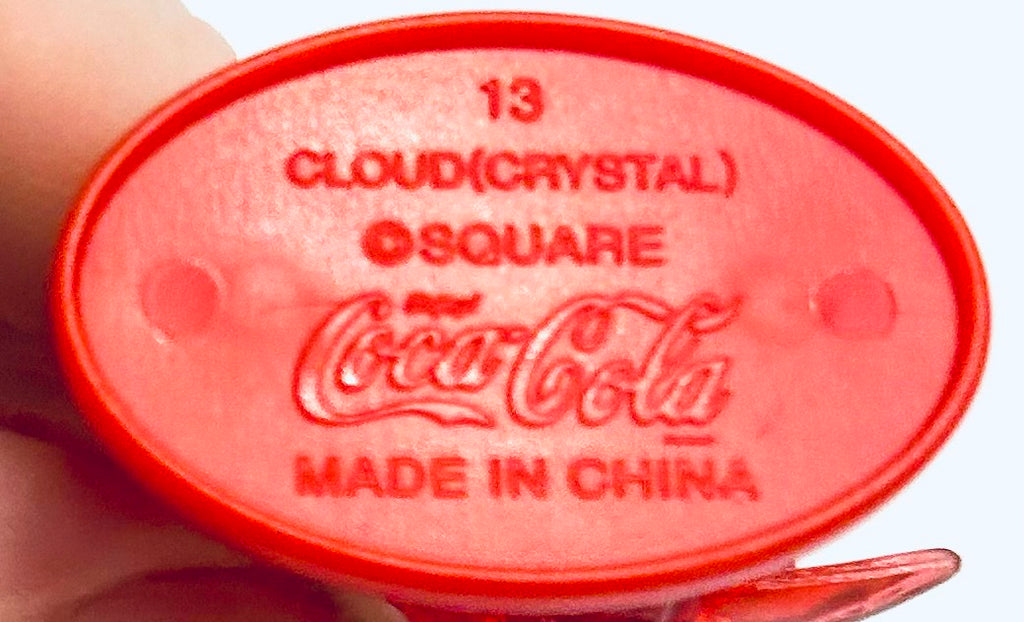 13
CLOUD(CRYSTAL)
©SQUARE
Coca-Cola
MADE IN CHINA